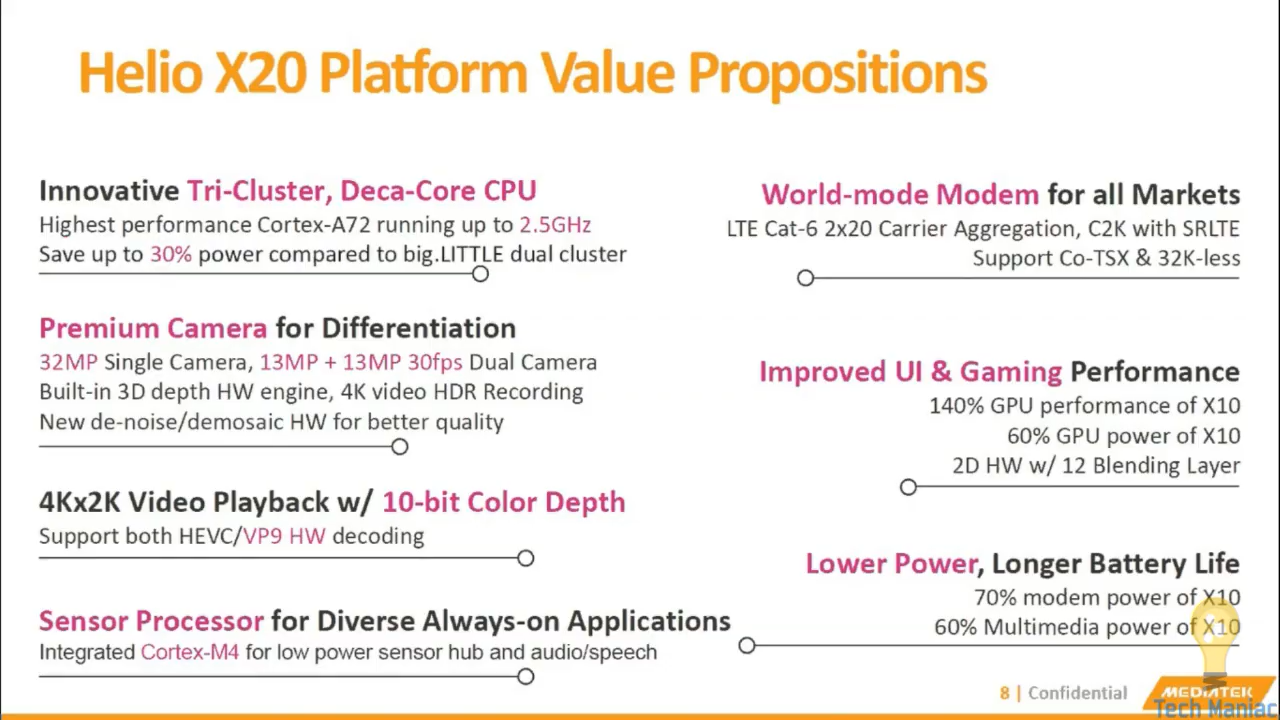 Helio X20 Platform Value Propositions
Innovative Tri-Cluster, Deca-Core CPU
Highest performance Cortex-A72 running up to 2.5GHz
Save up to 30% power compared to big.LITTLE dual cluster
Premium Camera for Differentiation
32MP Single Camera, 13MP + 13MP 30fps Dual Camera
Built-in 3D depth HW engine, 4K video HDR Recording
New de-noise/demosaic HW for better quality
4Kx2K Video Playback w/ 10-bit Color Depth
Support both HEVC/VP9 HW decoding
Sensor Processor for Diverse Always-on Applications
Integrated Cortex-M4 for low power sensor hub and audio/speech
World-mode Modem for all Markets
LTE Cat-6 2x20 Carrier Aggregation, C2K with SRLTE
Support Co-TSX & 32K-less
Improved UI & Gaming Performance
140% GPU performance of X10
60% GPU power of X10
2D HW w/ 12 Blending Layer
Lower Power, Longer Battery Life
70% modem power of X10
60% Multimedia power of X10
8 | Confidential
MEDIATEK
Tech Maniac